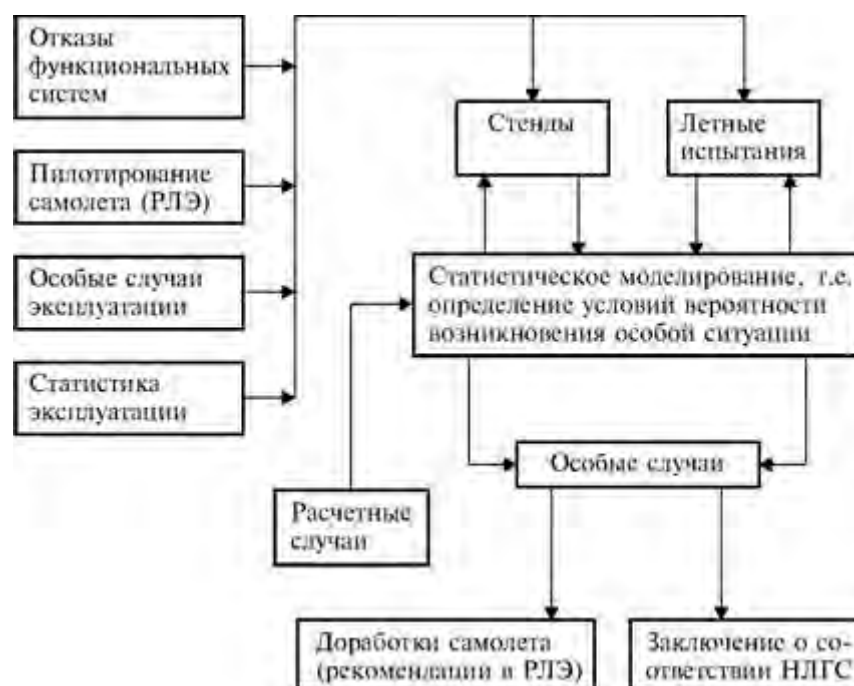 Отказы
функциональных
систем
Стенды
Летные
испытания
Пилотирование
самолета (РЛЭ)
Особые случаи
эксплуатации
Статистическое моделирование, т.е.
определение условий вероятности
возникновения особой ситуации
Статистика
эксплуатации
Особые случаи
Расчетные
случаи
Доработки самолета
(рекомендации в РЛЭ)
Заключение о со-
ответствии НЛГС